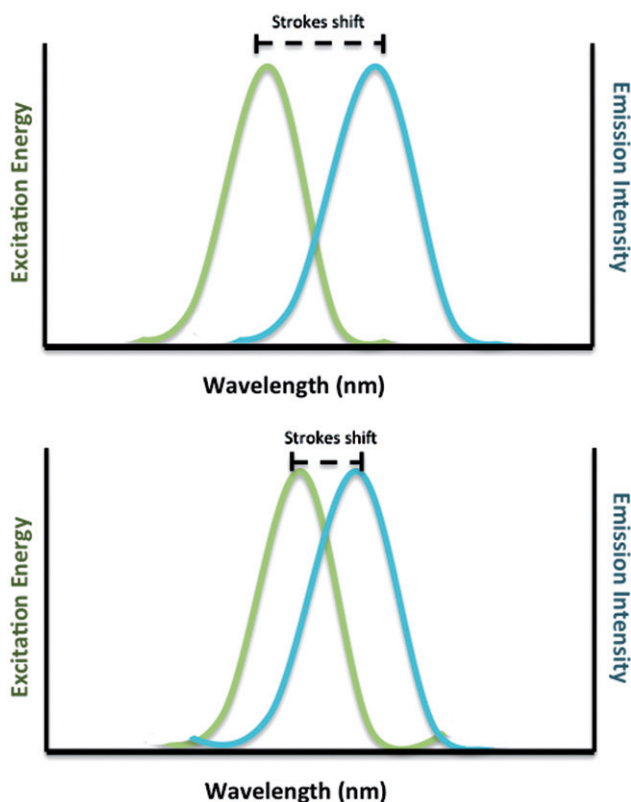 Strokes shift
Excitation Energy
Emission Intensity
Wavelength (nm)
Strokes shift
Excitation Energy
Emission Intensity
Wavelength (nm)